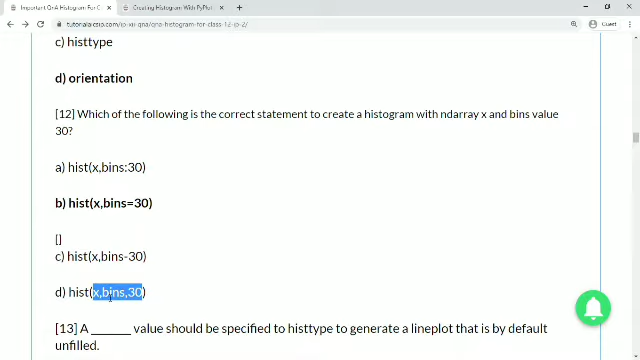 Important QnA Histogram For C
Creating Histogram With PyPlot
tutorialaicsip.com/ip-xii-qna/qna-histogram-for-class-12-ip-2/
Guest
c) histtype
d) orientation
[12] Which of the following is the correct statement to create a histogram with ndarray x and bins value
30?
a) hist(x,bins:30)
b) hist(x,bins=30)
[]
c) hist(x,bins-30)
d) hist(x,bins,30)
[13] A _______ value should be specified to histtype to generate a lineplot that is by default
unfilled.